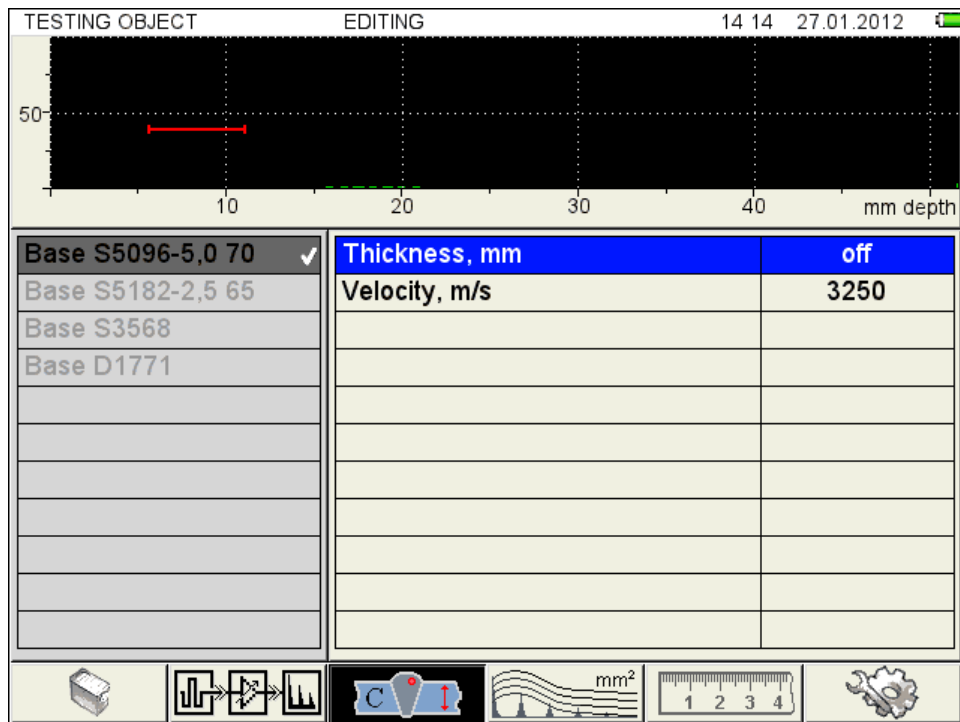 TESTING OBJECT EDITING 14 14 27.01.2012
50
10 20 30 40 mm depth
Base S5096-5,0 70 Thickness, mm off
Base S5182-2,5 65 Velocity, m/s 3250
Base S3568
Base D1771
C mm² 1 2 3 4